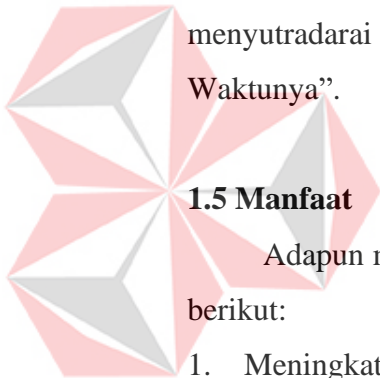 menyutradarai
Waktunya”.
1.5 Manfaat
Adapun
berikut:
1. Meningkat